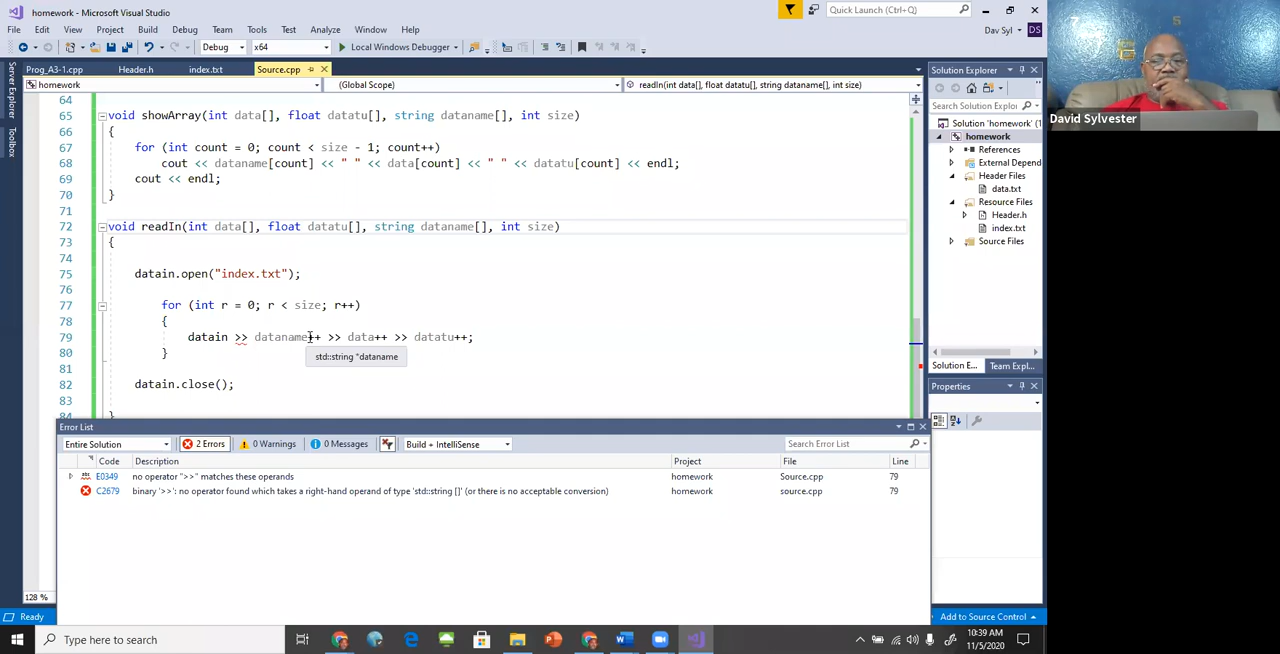 homework - Microsoft Visual Studio
Quick Launch (Ctrl+Q)
File Edit View Project Build Debug Team Tools Test Analyze Window Help
Dav Syl DS
Debug x64 Local Windows Debugger
Prog_A3-1.cpp Header.h index.txt Source.cpp
homework (Global Scope) readIn(int data[], float datatu[], string dataname[], int size)
Server Explorer
Toolbox
64
65 void showArray(int data[], float datatu[], string dataname[], int size)
66 {
67 for (int count = 0; count < size - 1; count++)
68 cout << dataname[count] << " " << data[count] << " " << datatu[count] << endl;
69 cout << endl;
70 }
71
72 void readIn(int data[], float datatu[], string dataname[], int size)
73 {
74
75 datain.open("index.txt");
76
77 for (int r = 0; r < size; r++)
78 {
79 datain >> dataname++ >> data++ >> datatu++;
80 }
std::string *dataname
81
82 datain.close();
83
84 }
128 %
Solution Explorer
Search Solution Explo
Solution 'homework' (1
homework
References
External Depend
Header Files
data.txt
Resource Files
Header.h
index.txt
Source Files
Solution E... Team Expl...
Properties
Error List
Entire Solution 2 Errors 0 Warnings 0 Messages Build + IntelliSense Search Error List
Code Description Project File Line
E0349 no operator ">>" matches these operands homework Source.cpp 79
C2679 binary '>>': no operator found which takes a right-hand operand of type 'std::string []' (or there is no acceptable conversion) homework source.cpp 79
Ready Add to Source Control
Type here to search
10:39 AM
11/5/2020
David Sylvester